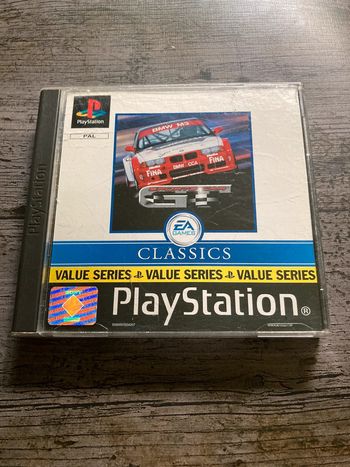 PlayStation
PAL
PlayStation
BMW M3
FINA
FINA
BMW CCA
EA
GAMES
CLASSICS
VALUE SERIES VALUE SERIES VALUE SERIES
PlayStation®